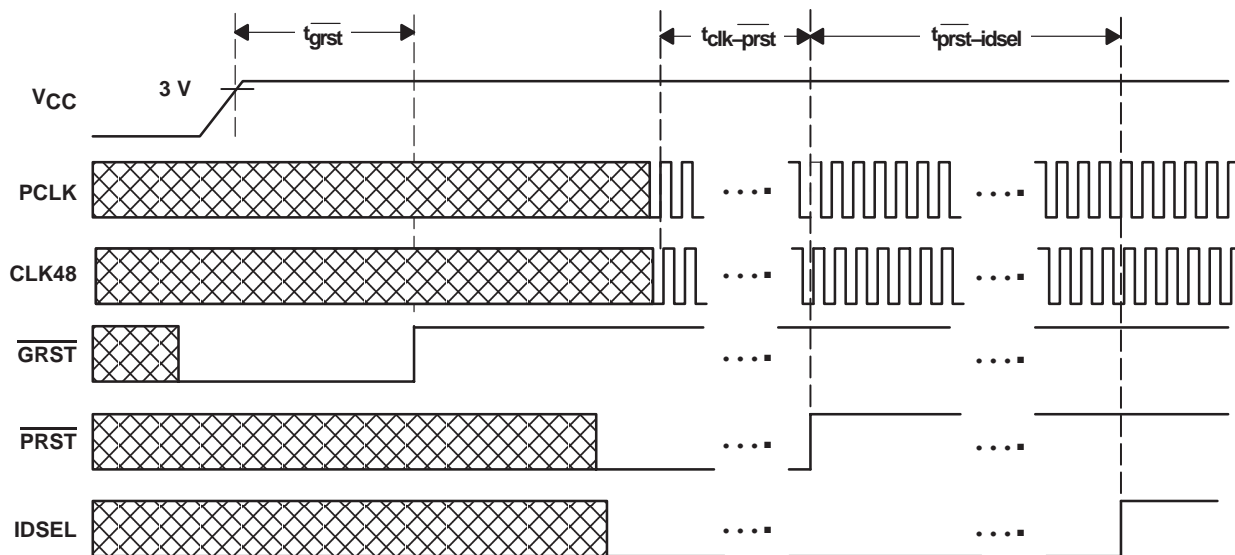 tgrst
tclk–prst
tprst–idsel
3 V
VCC
PCLK
CLK48
GRST
PRST
IDSEL